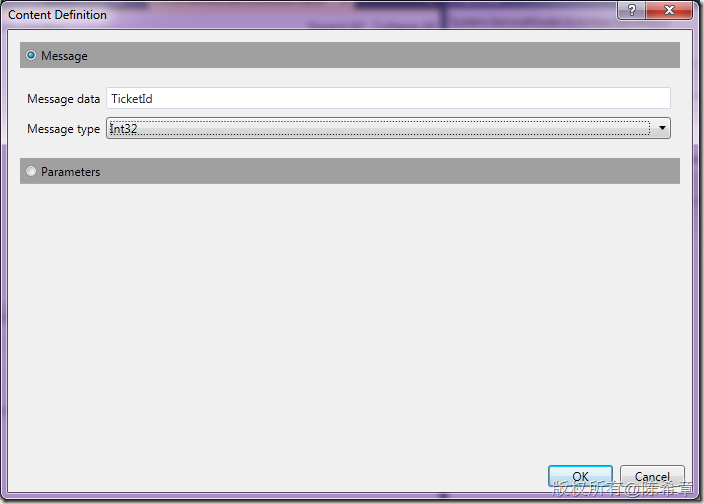 Content Definition
Message
Message data TicketId
Message type Int32
Parameters
OK Cancel
版权所有@陈希章